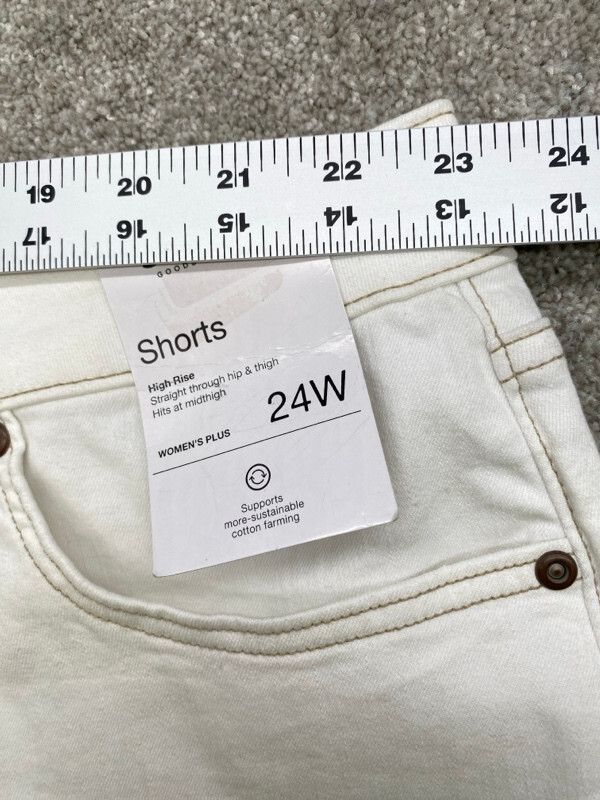 19 20 21 22 23 24
17 16 15 14 13 12
Shorts
High Rise
Straight through hip & thigh
Hits at midthigh
24W
WOMEN'S PLUS
Supports
more-sustainable
cotton farming